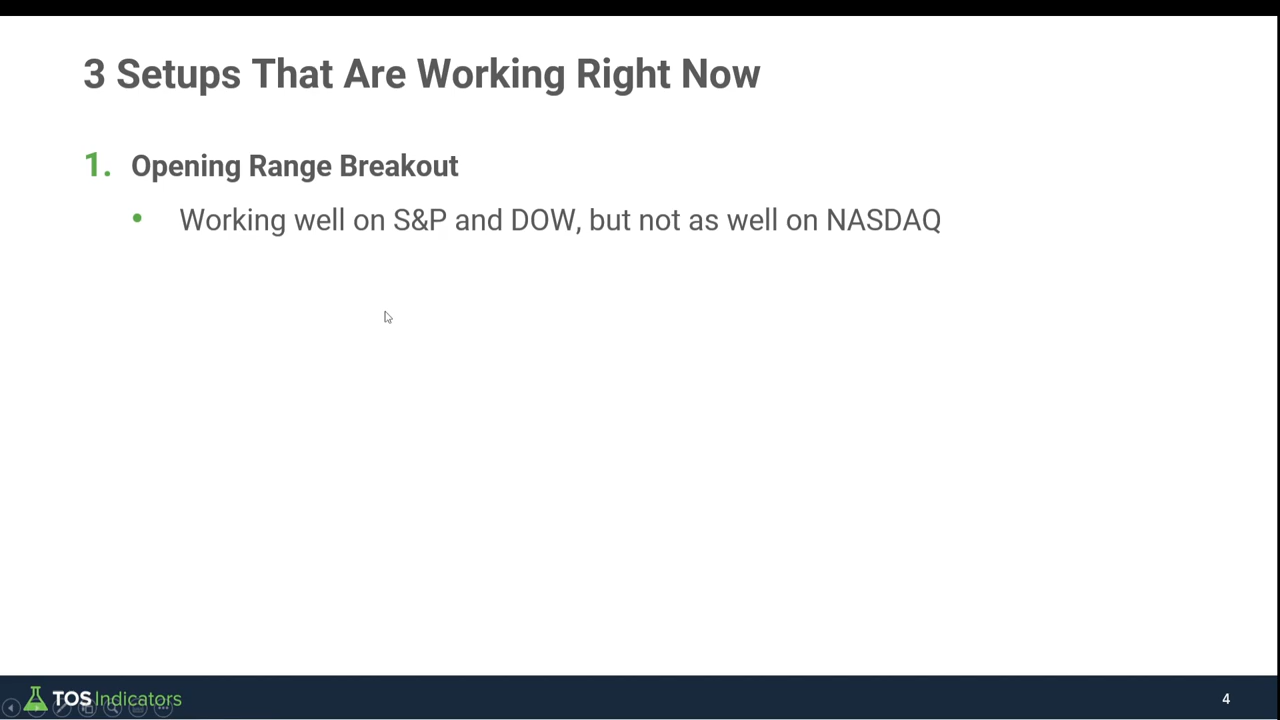 3 Setups That Are Working Right Now
1. Opening Range Breakout
• Working well on S&P and DOW, but not as well on NASDAQ
TOS Indicators
4